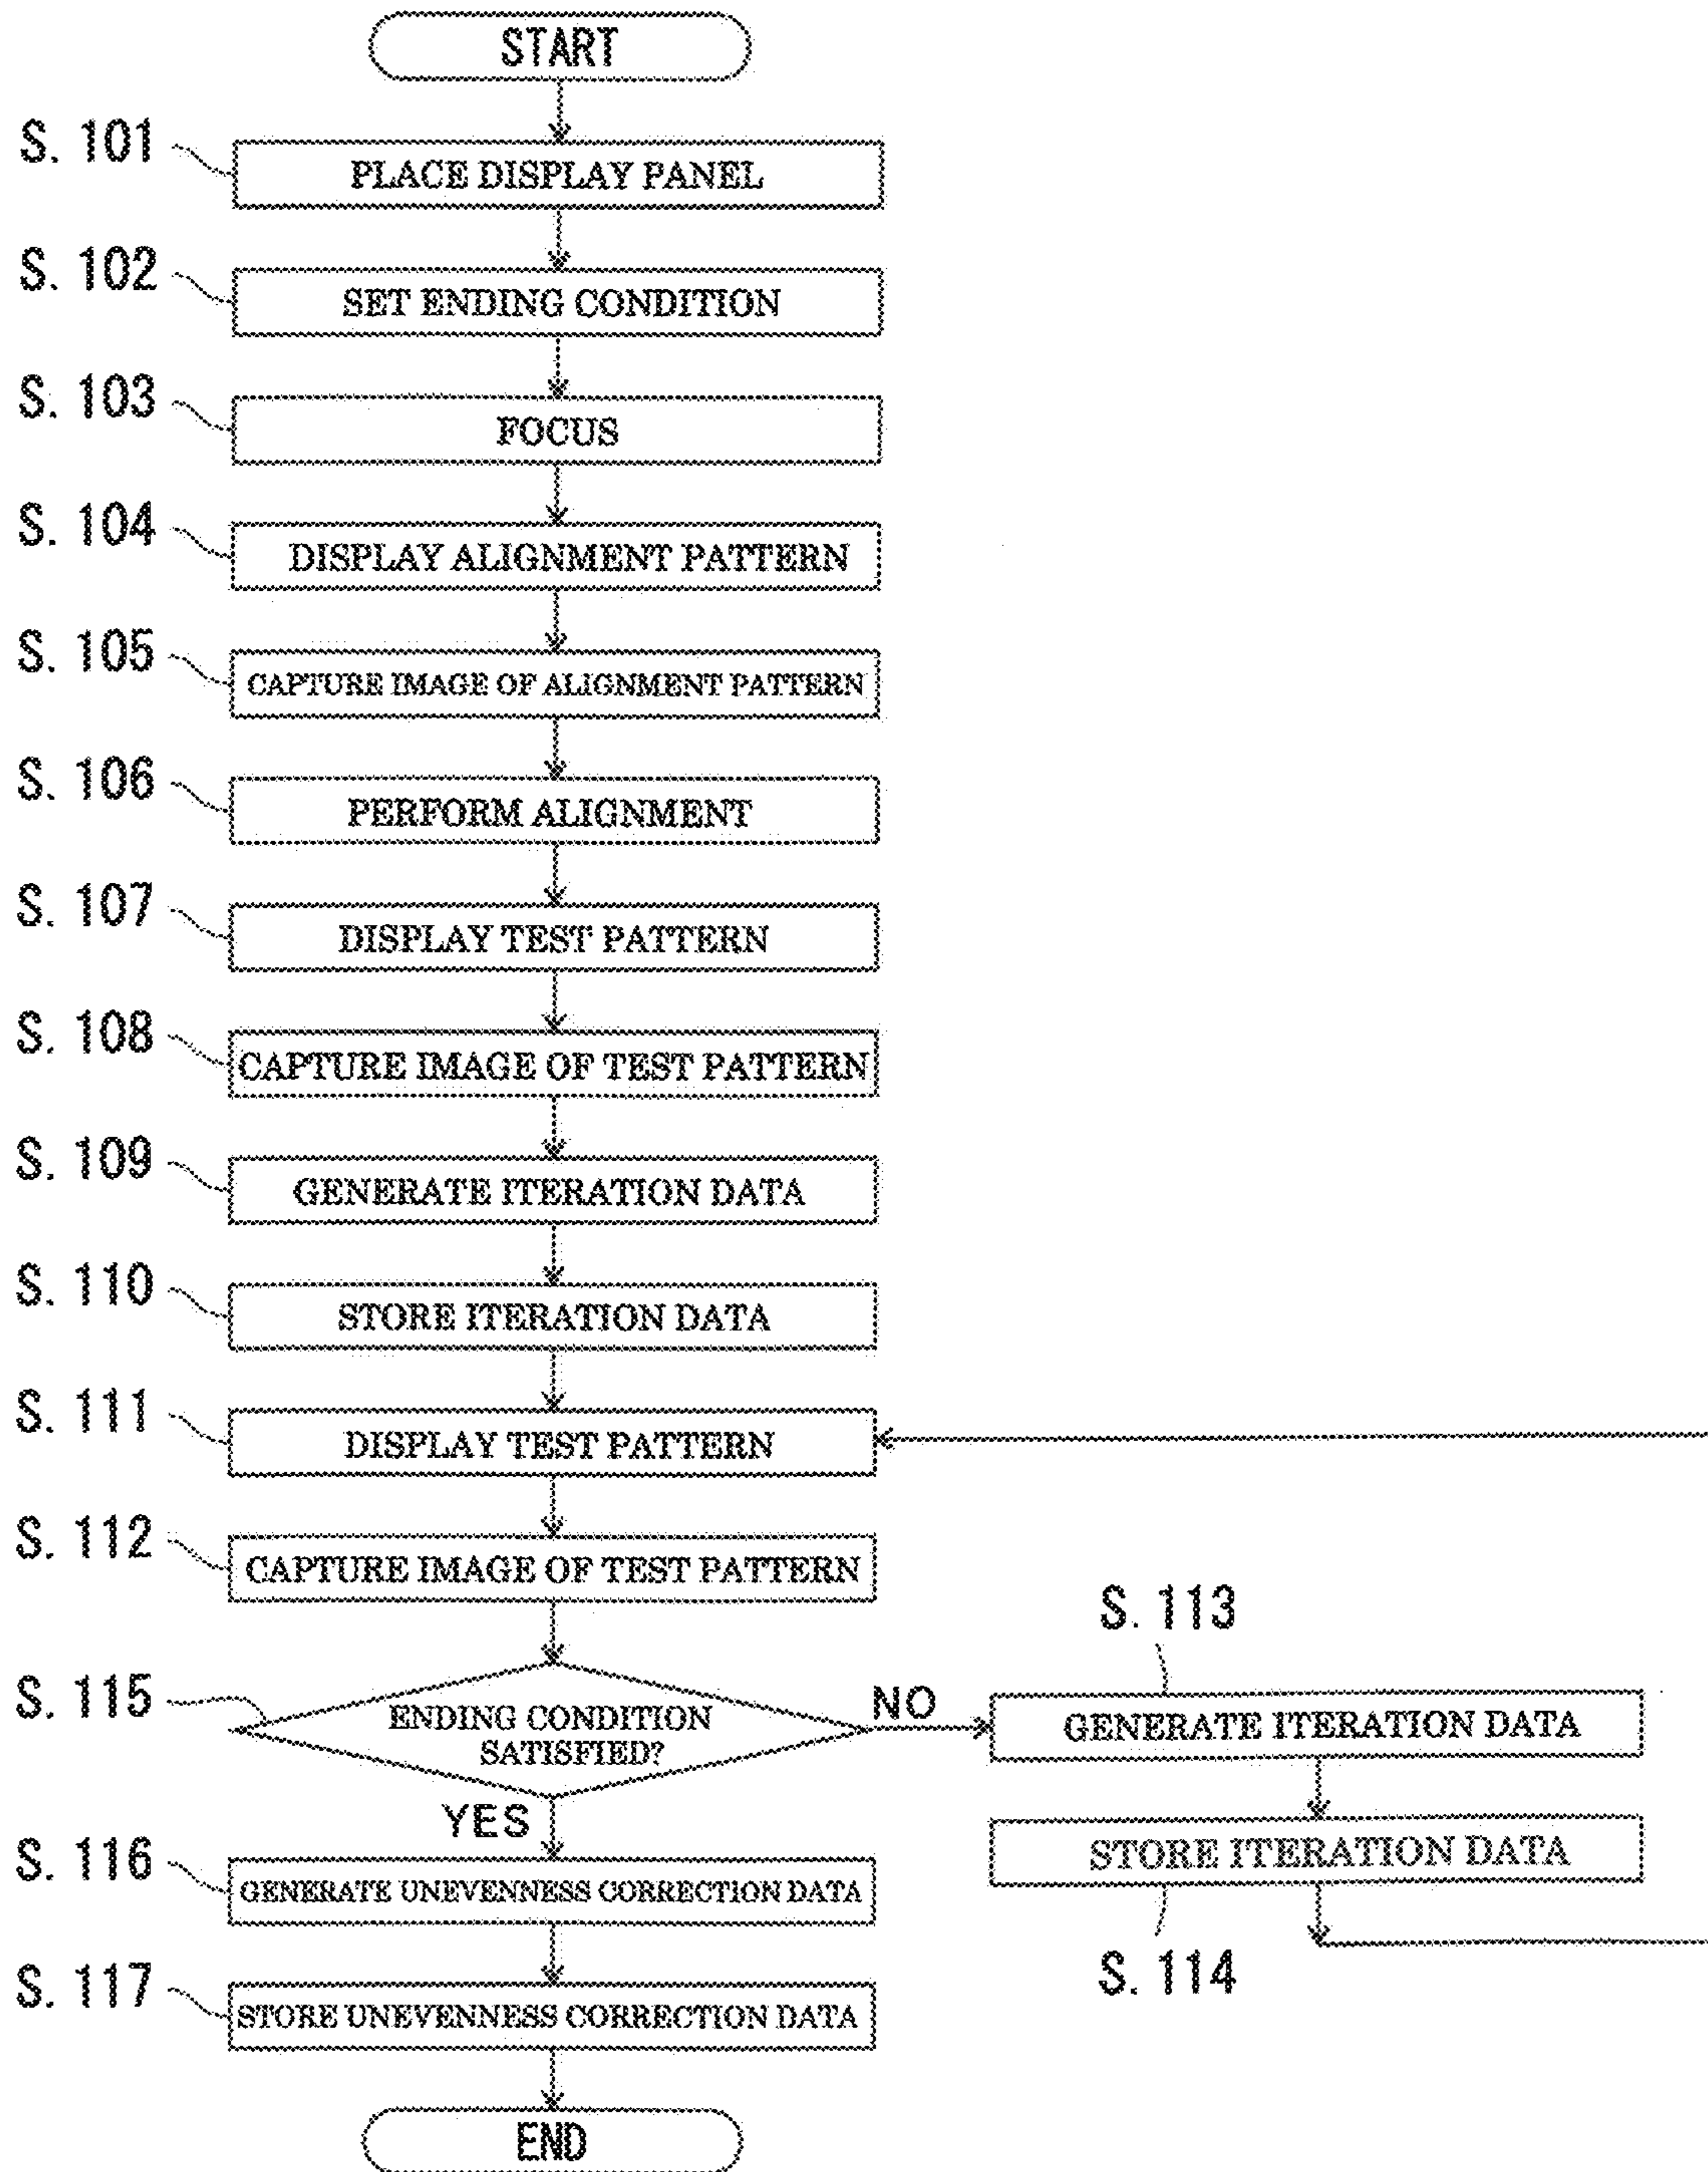 START
S. 101
PLACE DISPLAY PANEL
S. 102
SET ENDING CONDITION
S. 103
FOCUS
S. 104
DISPLAY ALIGNMENT PATTERN
S. 105
CAPTURE IMAGE OF ALIGNMENT PATTERN
S. 106
PERFORM ALIGNMENT
S. 107
DISPLAY TEST PATTERN
S. 108
CAPTURE IMAGE OF TEST PATTERN
S. 109
GENERATE ITERATION DATA
S. 110
STORE ITERATION DATA
S. 111
DISPLAY TEST PATTERN
S. 112
CAPTURE IMAGE OF TEST PATTERN
S. 115
ENDING CONDITION
SATISFIED?
NO
S. 113
GENERATE ITERATION DATA
STORE ITERATION DATA
S. 114
YES
S. 116
GENERATE UNEVENNESS CORRECTION DATA
S. 117
STORE UNEVENNESS CORRECTION DATA
END